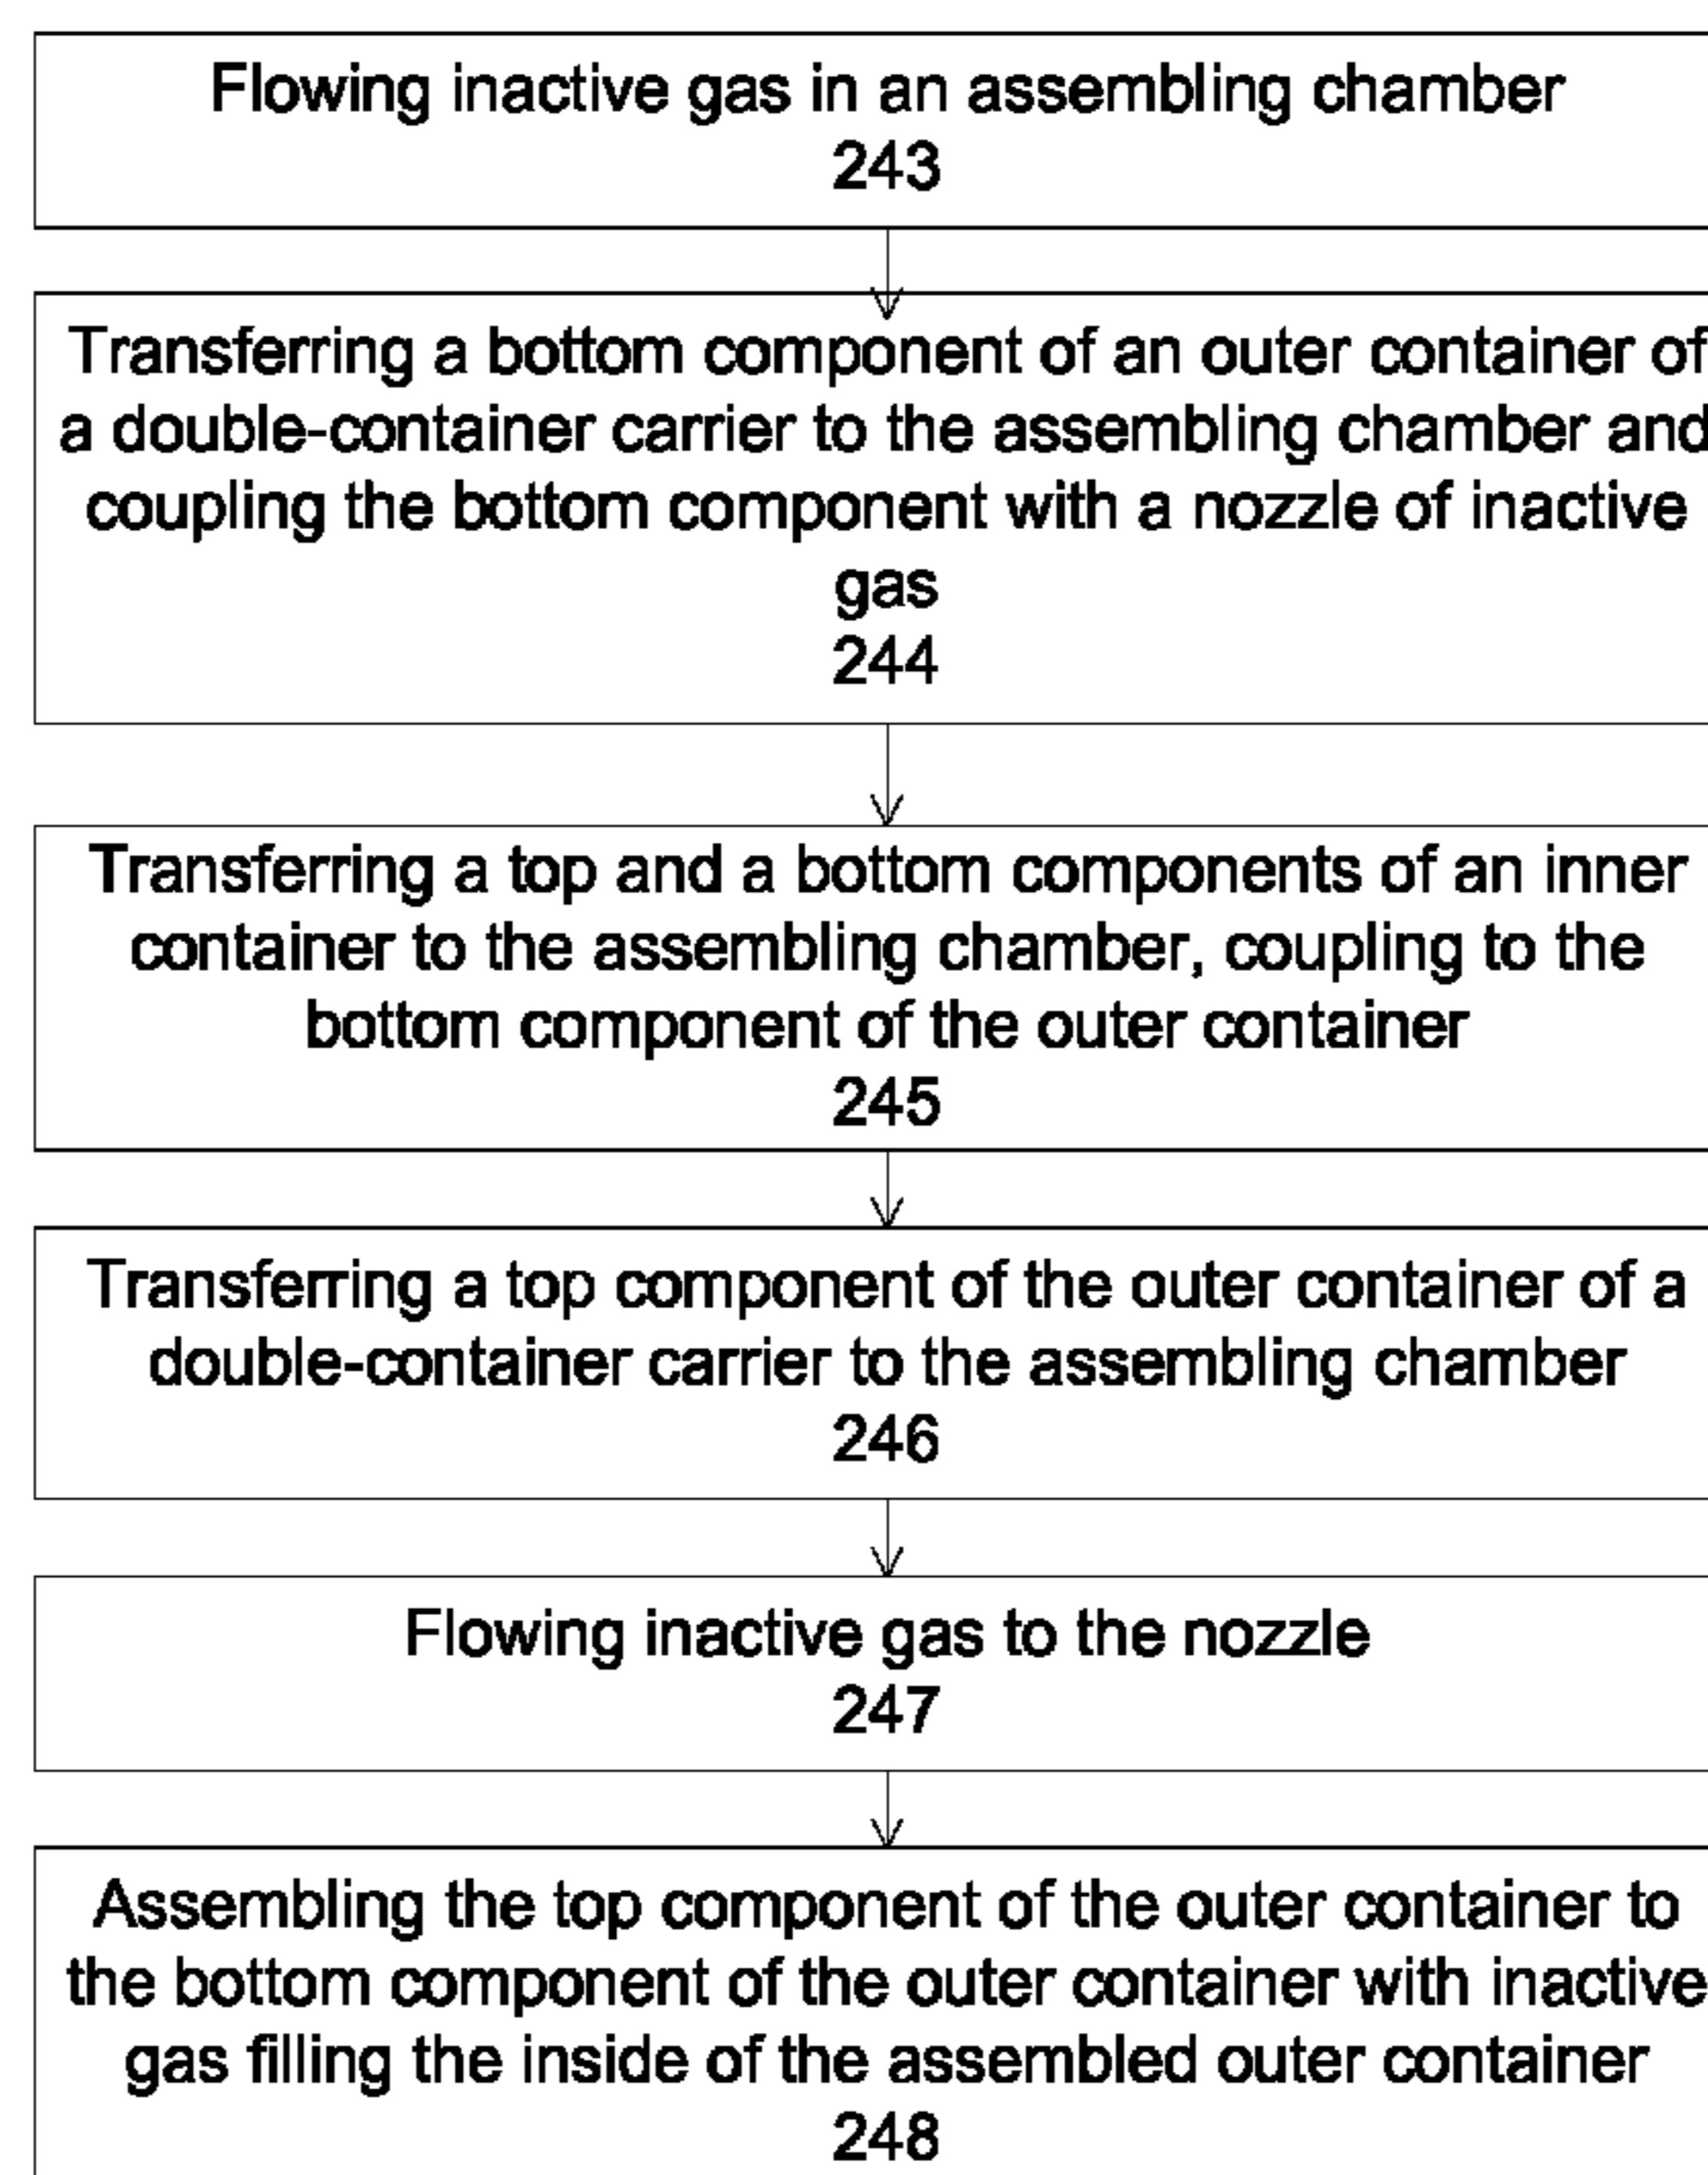 Flowing inactive gas in an assembling chamber
243
Transferring a bottom component of an outer container of
a double-container carrier to the assembling chamber and
coupling the bottom component with a nozzle of inactive
gas
244
Transferring a top and a bottom components of an inner
container to the assembling chamber, coupling to the
bottom component of the outer container
245
Transferring a top component of the outer container of a
double-container carrier to the assembling chamber
246
Flowing inactive gas to the nozzle
247
Assembling the top component of the outer container to
the bottom component of the outer container with inactive
gas filling the inside of the assembled outer container
248